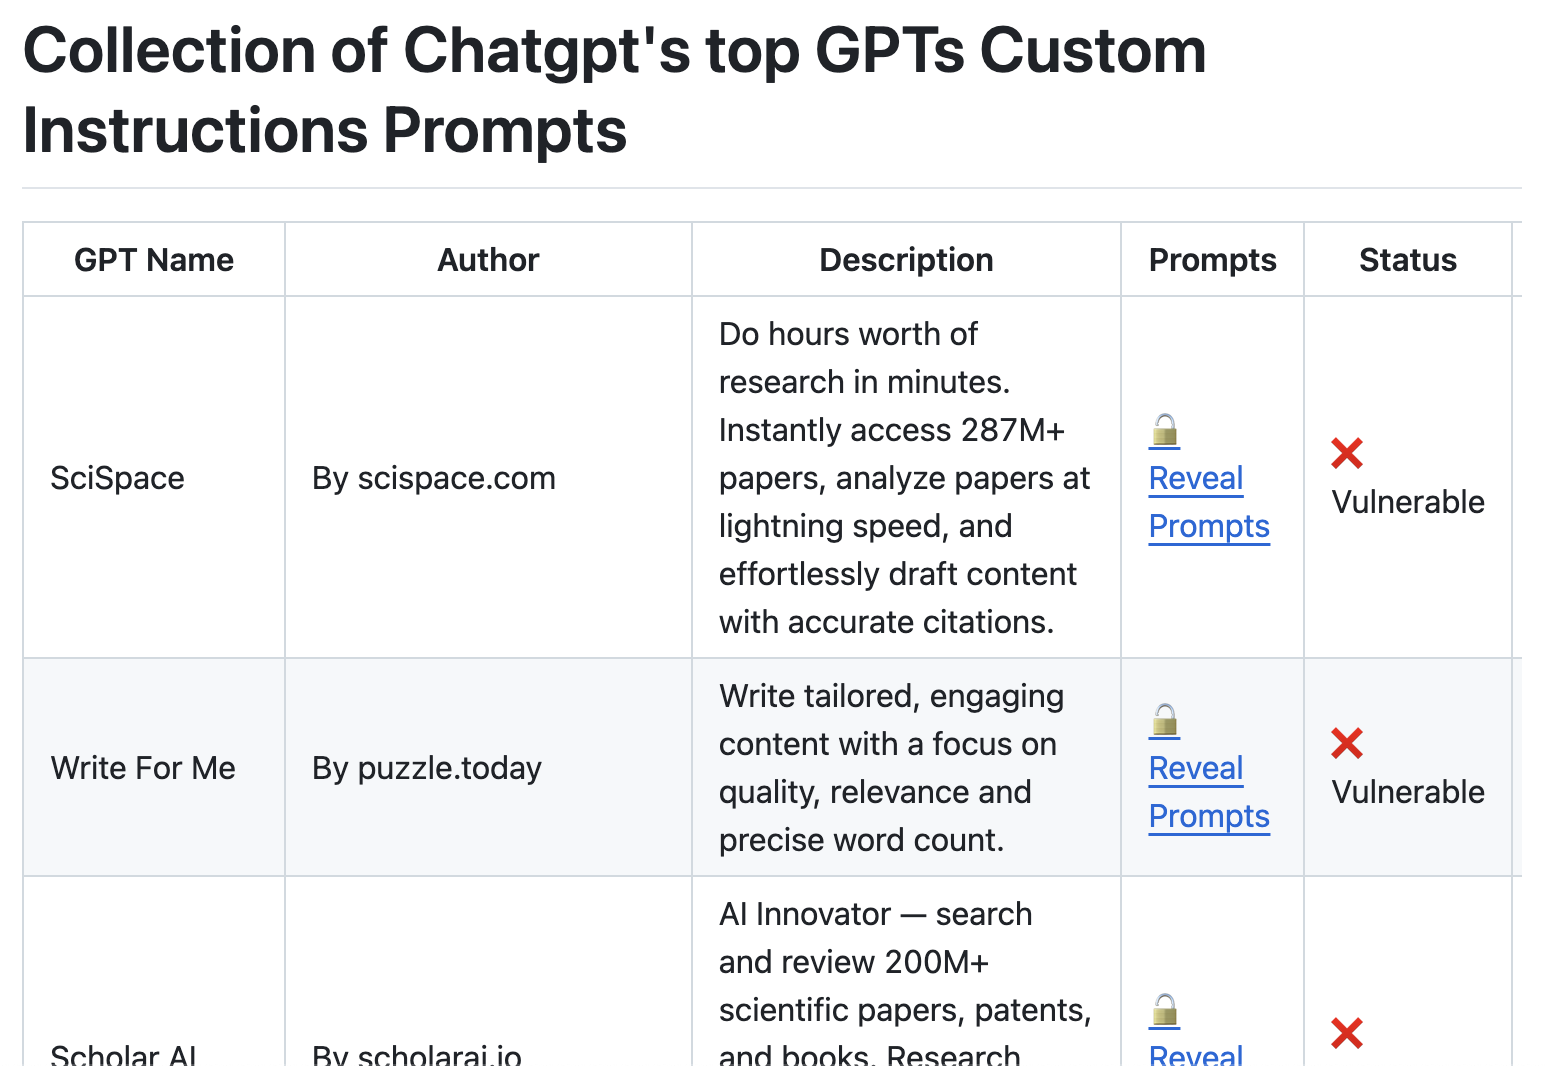 Collection of Chatgpt's top GPTs Custom
Instructions Prompts
GPT Name
Author
Description
Prompts
Status
SciSpace
By scispace.com
Do hours worth of
research in minutes.
Instantly access 287M+
papers, analyze papers at
lightning speed, and
effortlessly draft content
with accurate citations.
Reveal
Prompts
Vulnerable
Write For Me
By puzzle.today
Write tailored, engaging
content with a focus on
quality, relevance and
precise word count.
Reveal
Prompts
Vulnerable
Scholar AI
By scholarai.io
AI Innovator — search
and review 200M+
scientific papers, patents,
and books. Research
Reveal